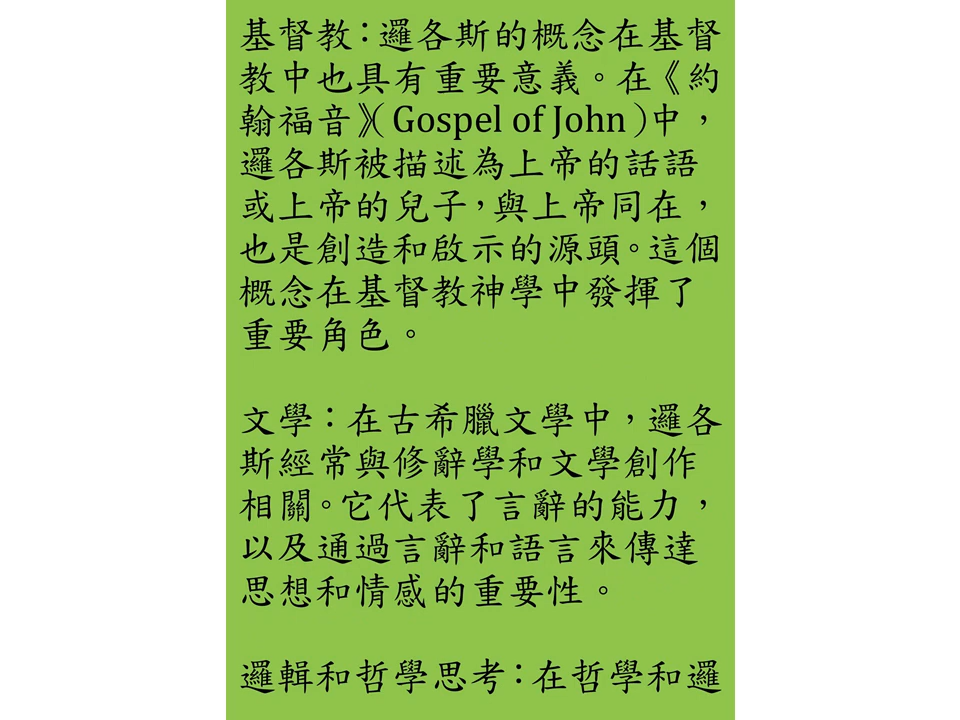 基督教：邏各斯的概念在基督
教中也具有重要意義。在《約
翰福音》（Gospel of John）中，
邏各斯被描述為上帝的話語
或上帝的兒子，與上帝同在，
也是創造和啟示的源頭。這個
概念在基督教神學中發揮了
重要角色。
文學：在古希臘文學中，邏各
斯經常與修辭學和文學創作
相關。它代表了言辭的能力，
以及通過言辭和語言來傳達
思想和情感的重要性。
邏輯和哲學思考：在哲學和邏